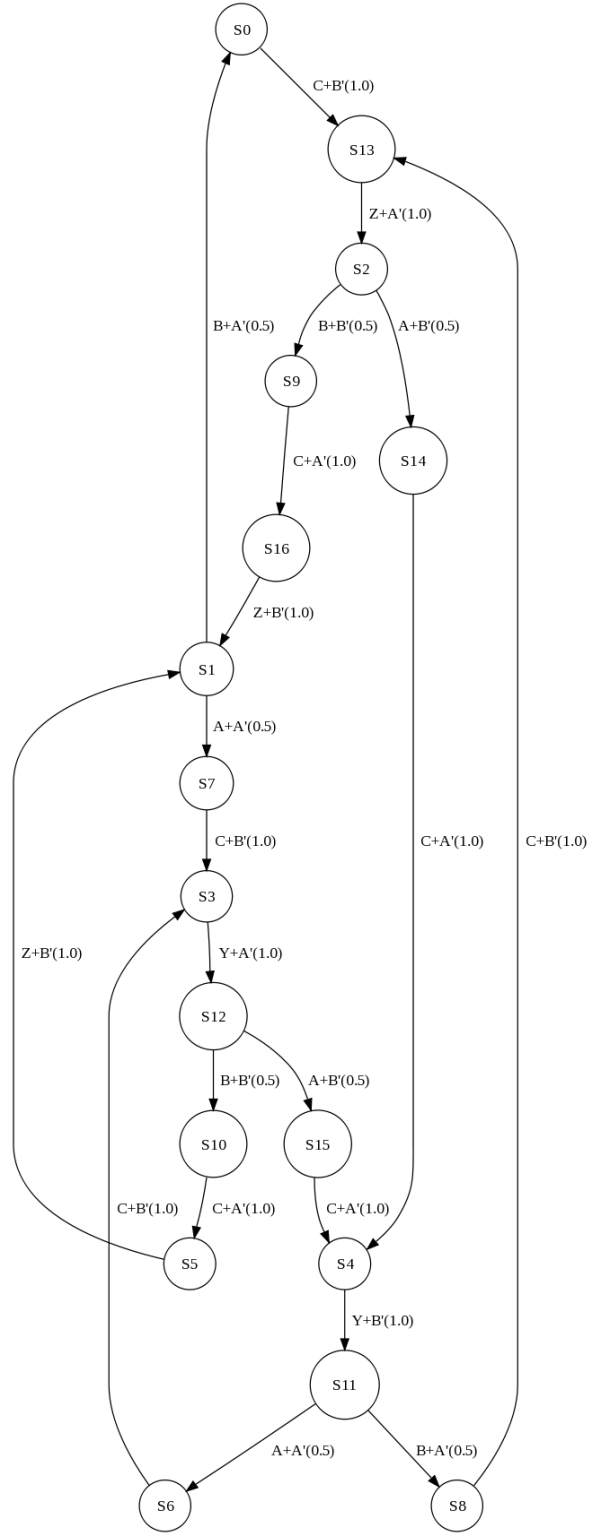 S0
C+B'(1.0)
S13
Z+A'(1.0)
S2
B+A'(0.5)
B+B'(0.5)
A+B'(0.5)
S9
S14
C+A'(1.0)
S16
Z+B'(1.0)
S1
A+A'(0.5)
S7
C+B'(1.0)
C+A'(1.0)
C+B'(1.0)
S3
Z+B'(1.0)
Y+A'(1.0)
S12
B+B'(0.5)
A+B'(0.5)
S10
S15
C+B'(1.0)
C+A'(1.0)
C+A'(1.0)
S5
S4
Y+B'(1.0)
S11
A+A'(0.5)
B+A'(0.5)
S6
S8